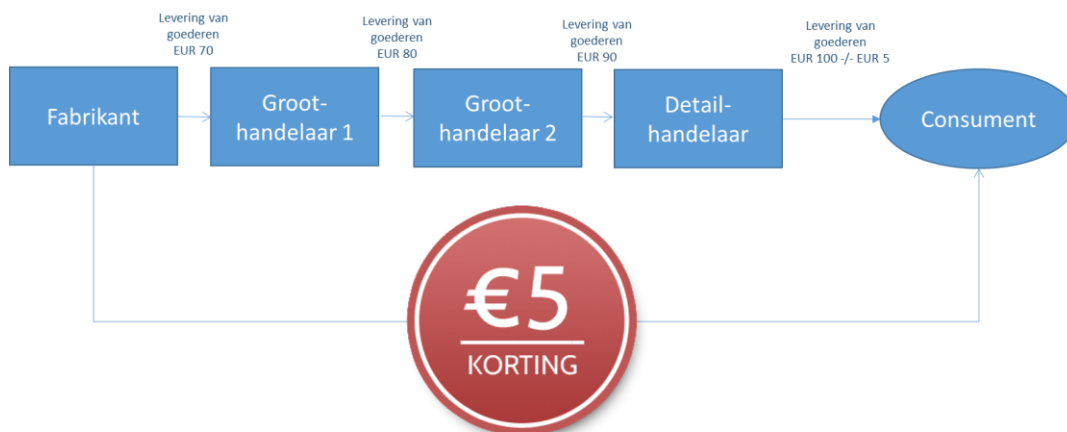 Levering van
goederen
EUR 70
Levering van
goederen
EUR 80
Levering van
goederen
EUR 90
Levering van
goederen
EUR 100 -/- EUR 5
Fabrikant
Groot-
handelaar 1
Groot-
handelaar 2
Detail-
handelaar
Consument
€5
KORTING